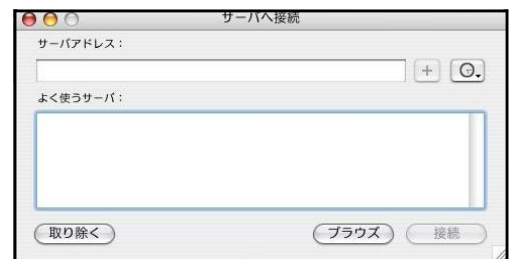 サーバへ接続
サーバアドレス：
+
よく使うサーバ：
取り除く ブラウズ 接続